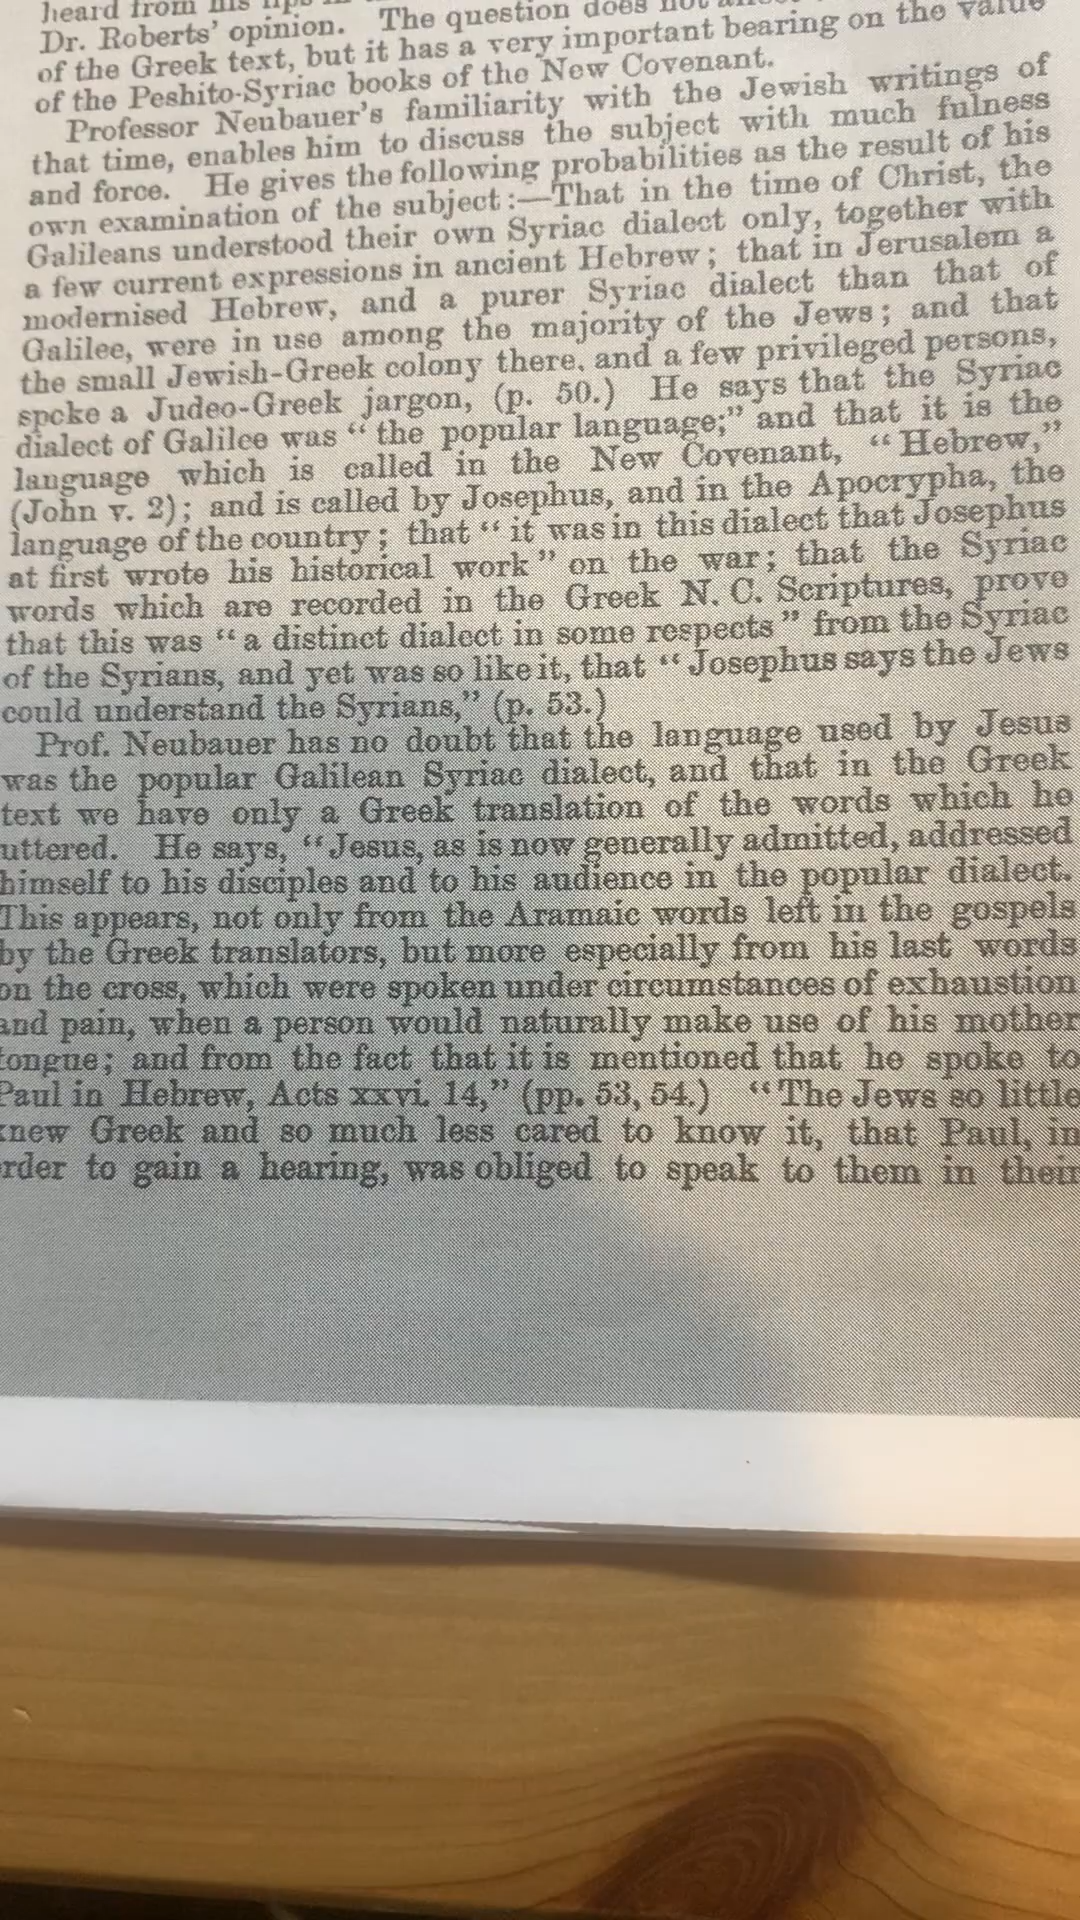 heard from his lips in
Dr. Roberts' opinion. The question does not
of the Greek text, but it has a very important bearing on the value
of the Peshito-Syriac books of the New Covenant.
Professor Neubauer's familiarity with the Jewish writings of
that time, enables him to discuss the subject with much fulness
and force. He gives the following probabilities as the result of his
own examination of the subject:—That in the time of Christ, the
Galileans understood their own Syriac dialect only, together with
a few current expressions in ancient Hebrew; that in Jerusalem a
modernised Hebrew, and a purer Syriac dialect than that of
Galilee, were in use among the majority of the Jews; and that
the small Jewish-Greek colony there, and a few privileged persons,
spoke a Judeo-Greek jargon, (p. 50.) He says that the Syriac
dialect of Galilee was “the popular language;” and that it is the
language which is called in the New Covenant, “Hebrew,”
(John v. 2); and is called by Josephus, and in the Apocrypha, the
language of the country; that “it was in this dialect that Josephus
at first wrote his historical work” on the war; that the Syriac
words which are recorded in the Greek N. C. Scriptures, prove
that this was “a distinct dialect in some respects” from the Syriac
of the Syrians, and yet was so like it, that “Josephus says the Jews
could understand the Syrians,” (p. 53.)
Prof. Neubauer has no doubt that the language used by Jesus
was the popular Galilean Syriac dialect, and that in the Greek
text we have only a Greek translation of the words which he
uttered. He says, “Jesus, as is now generally admitted, addressed
himself to his disciples and to his audience in the popular dialect.
This appears, not only from the Aramaic words left in the gospels
by the Greek translators, but more especially from his last words
on the cross, which were spoken under circumstances of exhaustion
and pain, when a person would naturally make use of his mother
tongue; and from the fact that it is mentioned that he spoke to
Paul in Hebrew, Acts xxvi. 14,” (pp. 53, 54.) “The Jews so little
knew Greek and so much less cared to know it, that Paul, in
order to gain a hearing, was obliged to speak to them in their